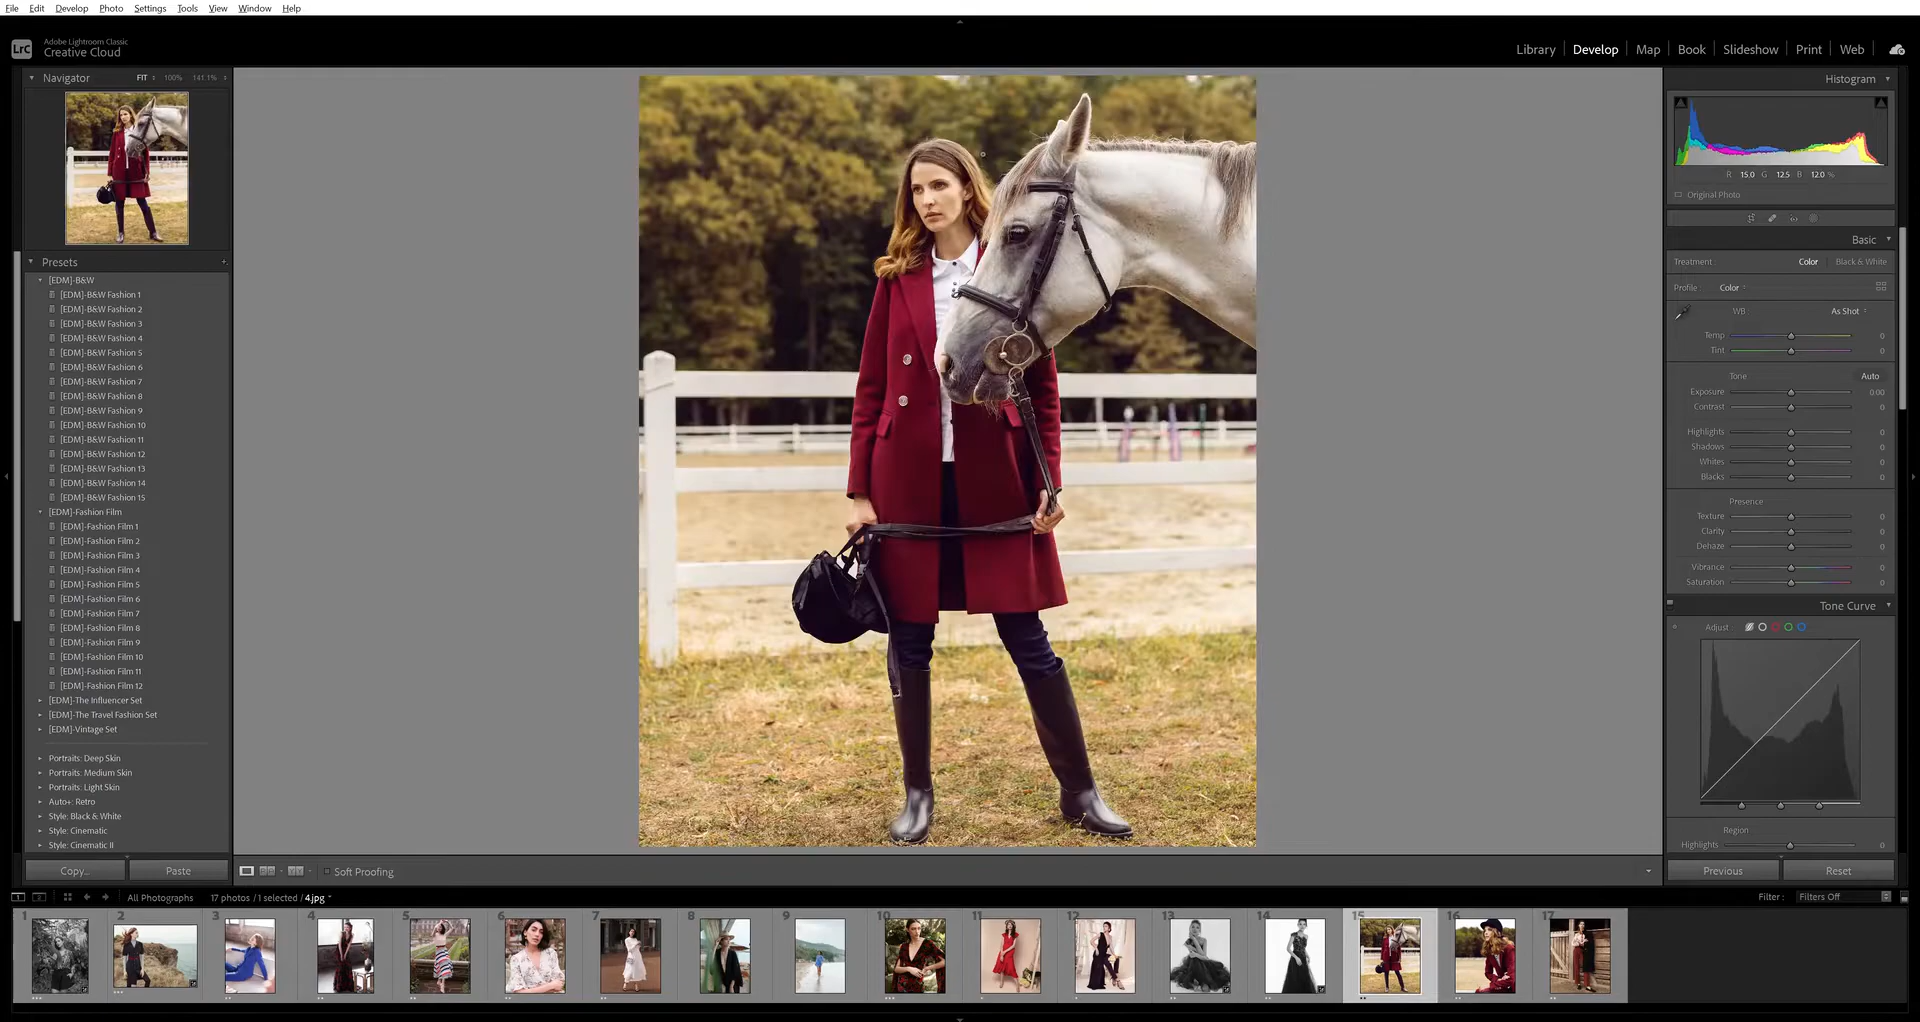 File Edit Develop Photo Settings Tools View Window Help
LrC
Adobe Lightroom Classic
Creative Cloud
Library Develop Map Book Slideshow Print Web
Navigator FIT 100% 141.1%
Presets +
[EDM]-B&W
[EDM]-B&W Fashion 1
[EDM]-B&W Fashion 2
[EDM]-B&W Fashion 3
[EDM]-B&W Fashion 4
[EDM]-B&W Fashion 5
[EDM]-B&W Fashion 6
[EDM]-B&W Fashion 7
[EDM]-B&W Fashion 8
[EDM]-B&W Fashion 9
[EDM]-B&W Fashion 10
[EDM]-B&W Fashion 11
[EDM]-B&W Fashion 12
[EDM]-B&W Fashion 13
[EDM]-B&W Fashion 14
[EDM]-B&W Fashion 15
[EDM]-Fashion Film
[EDM]-Fashion Film 1
[EDM]-Fashion Film 2
[EDM]-Fashion Film 3
[EDM]-Fashion Film 4
[EDM]-Fashion Film 5
[EDM]-Fashion Film 6
[EDM]-Fashion Film 7
[EDM]-Fashion Film 8
[EDM]-Fashion Film 9
[EDM]-Fashion Film 10
[EDM]-Fashion Film 11
[EDM]-Fashion Film 12
[EDM]-The Influencer Set
[EDM]-The Travel Fashion Set
[EDM]-Vintage Set
Portraits: Deep Skin
Portraits: Medium Skin
Portraits: Light Skin
Auto+: Retro
Style: Black & White
Style: Cinematic
Style: Cinematic II
Copy... Paste
Soft Proofing
Histogram
R 15.0 G 12.5 B 12.0 %
Original Photo
Basic
Treatment : Color Black & White
Profile : Color
WB As Shot
Temp 0
Tint 0
Tone Auto
Exposure 0.00
Contrast 0
Highlights 0
Shadows 0
Whites 0
Blacks 0
Presence
Texture 0
Clarity 0
Dehaze 0
Vibrance 0
Saturation 0
Tone Curve
Adjust :
Region
Highlights 0
Previous Reset
1 2 All Photographs 17 photos / 1 selected / 4.jpg Filter : Filters Off
1 2 3 4 5 6 7 8 9 10 11 12 13 14 15 16 17